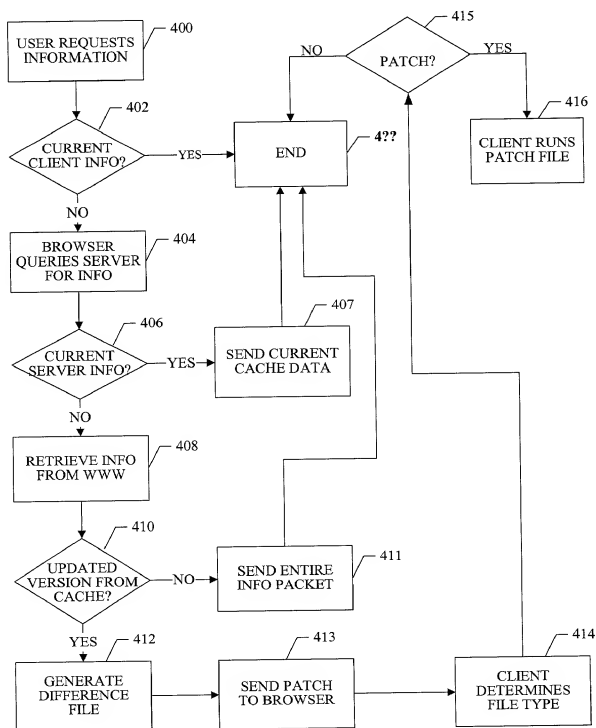 USER REQUESTS
INFORMATION
400
402
CURRENT
CLIENT INFO?
YES
NO
END
4??
NO
PATCH?
415
YES
416
CLIENT RUNS
PATCH FILE
BROWSER
QUERIES SERVER
FOR INFO
404
406
CURRENT
SERVER INFO?
YES
NO
407
SEND CURRENT
CACHE DATA
RETRIEVE INFO
FROM WWW
408
410
UPDATED
VERSION FROM
CACHE?
NO
YES
SEND ENTIRE
INFO PACKET
411
412
GENERATE
DIFFERENCE
FILE
413
SEND PATCH
TO BROWSER
414
CLIENT
DETERMINES
FILE TYPE